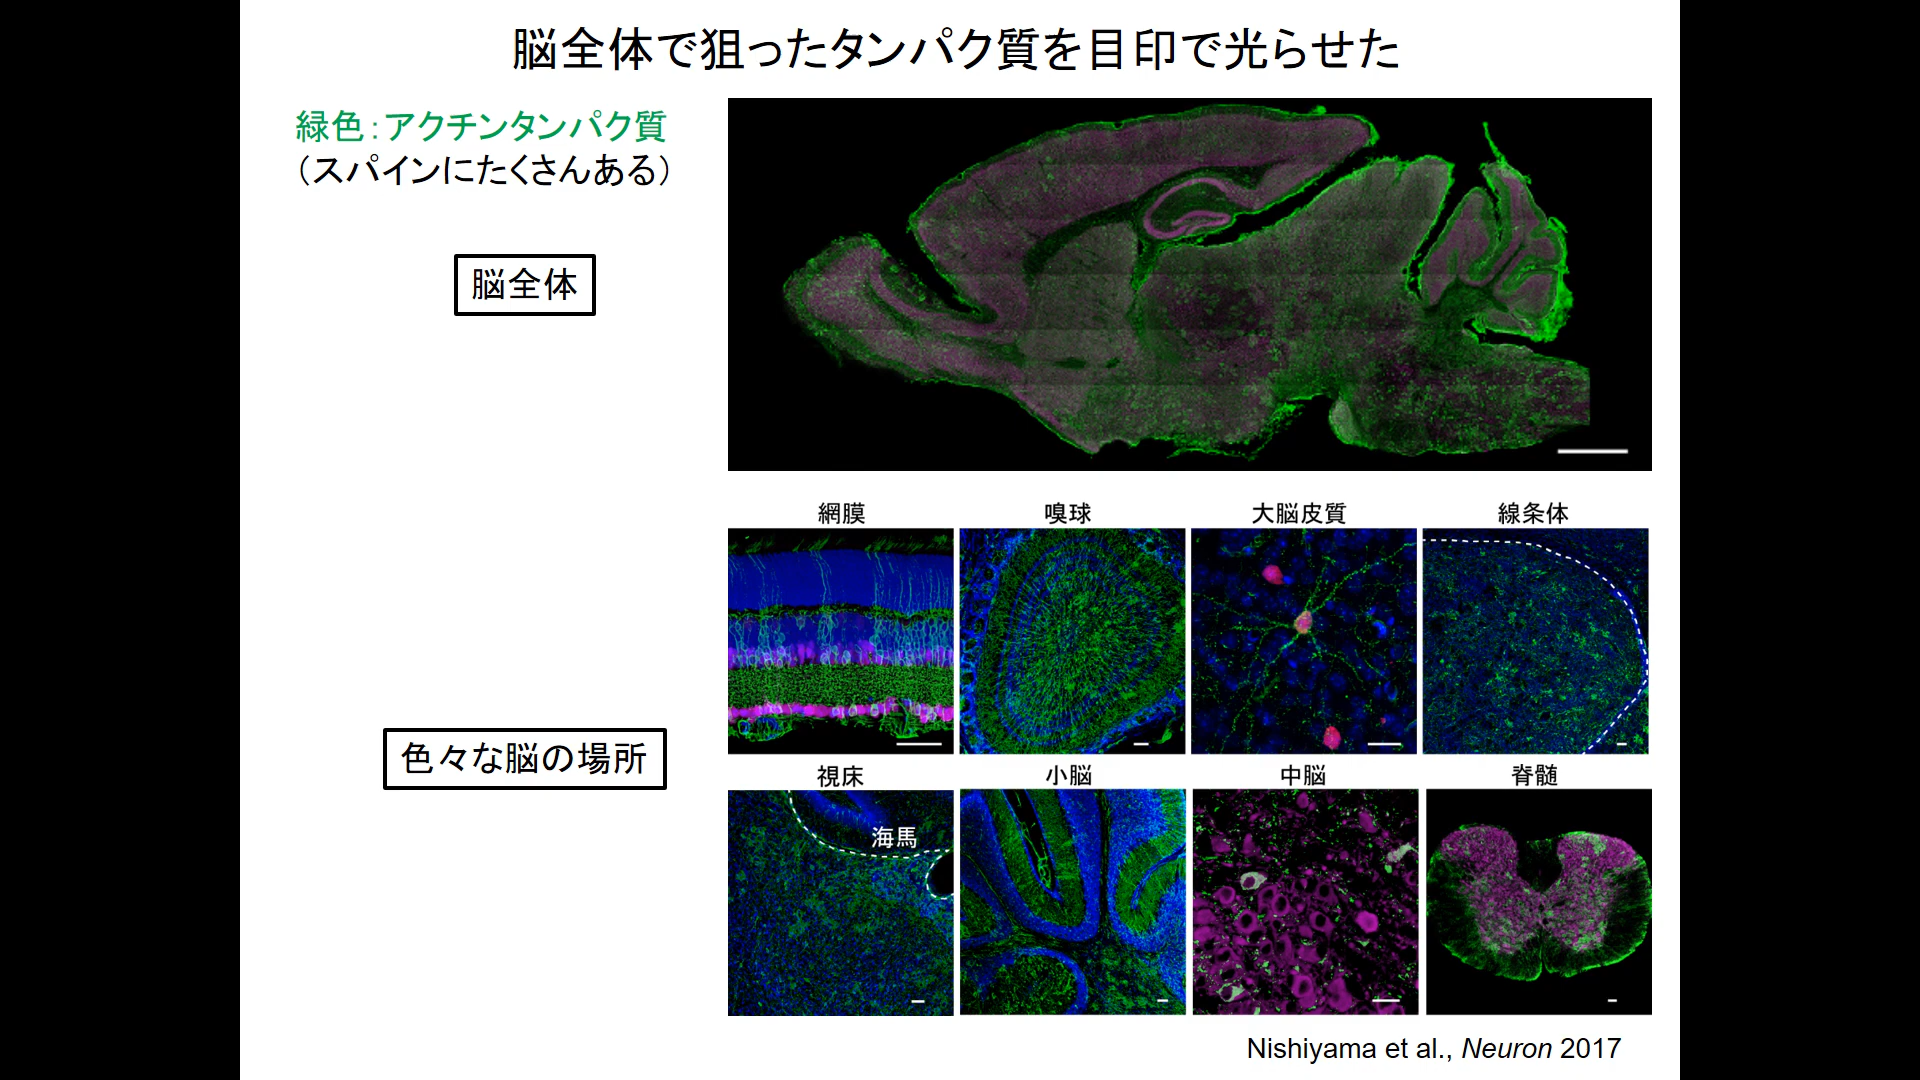 脳全体で狙ったタンパク質を目印で光らせた
緑色：アクチンタンパク質
（スパインにたくさんある）
脳全体
網膜
嗅球
大脳皮質
線条体
色々な脳の場所
視床
小脳
中脳
脊髄
海馬
Nishiyama et al., Neuron 2017